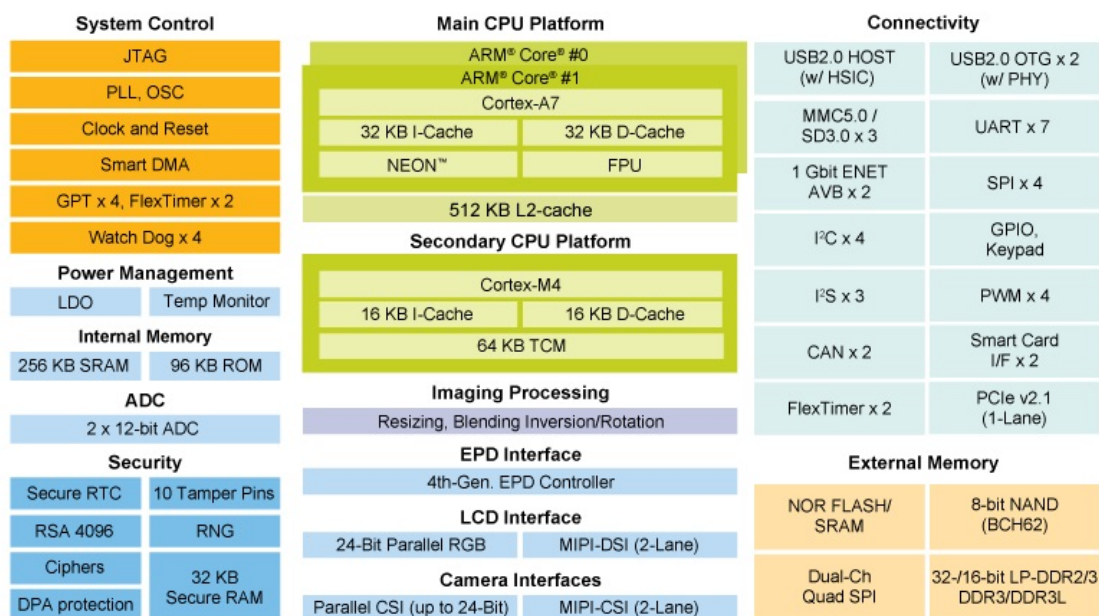 System Control
JTAG
PLL, OSC
Clock and Reset
Smart DMA
GPT x 4, FlexTimer x 2
Watch Dog x 4
Power Management
LDO
Temp Monitor
Internal Memory
256 KB SRAM
96 KB ROM
ADC
2 x 12-bit ADC
Security
Secure RTC
10 Tamper Pins
RSA 4096
RNG
Ciphers
32 KB
Secure RAM
DPA protection
Main CPU Platform
ARM® Core® #0
ARM® Core® #1
Cortex-A7
32 KB I-Cache
32 KB D-Cache
NEON™
FPU
512 KB L2-cache
Secondary CPU Platform
Cortex-M4
16 KB I-Cache
16 KB D-Cache
64 KB TCM
Imaging Processing
Resizing, Blending Inversion/Rotation
EPD Interface
4th-Gen. EPD Controller
LCD Interface
24-Bit Parallel RGB
MIPI-DSI (2-Lane)
Camera Interfaces
Parallel CSI (up to 24-Bit)
MIPI-CSI (2-Lane)
Connectivity
USB2.0 HOST
(w/ HSIC)
USB2.0 OTG x 2
(w/ PHY)
MMC5.0 /
SD3.0 x 3
UART x 7
1 Gbit ENET
AVB x 2
SPI x 4
I²C x 4
GPIO,
Keypad
I²S x 3
PWM x 4
CAN x 2
Smart Card
I/F x 2
FlexTimer x 2
PCIe v2.1
(1-Lane)
External Memory
NOR FLASH/
SRAM
8-bit NAND
(BCH62)
Dual-Ch
Quad SPI
32-/16-bit LP-DDR2/3
DDR3/DDR3L